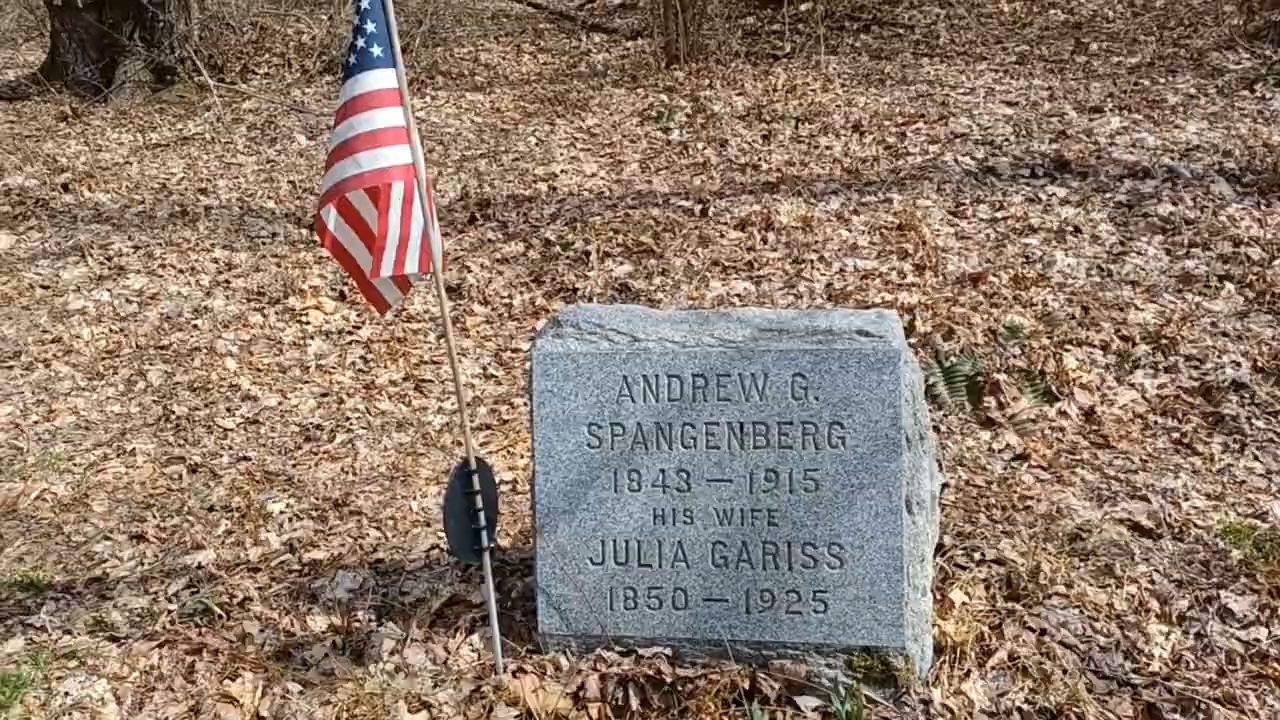 ANDREW G.
SPANGENBERG
1843 — 1915
HIS WIFE
JULIA GARISS
1850 — 1925